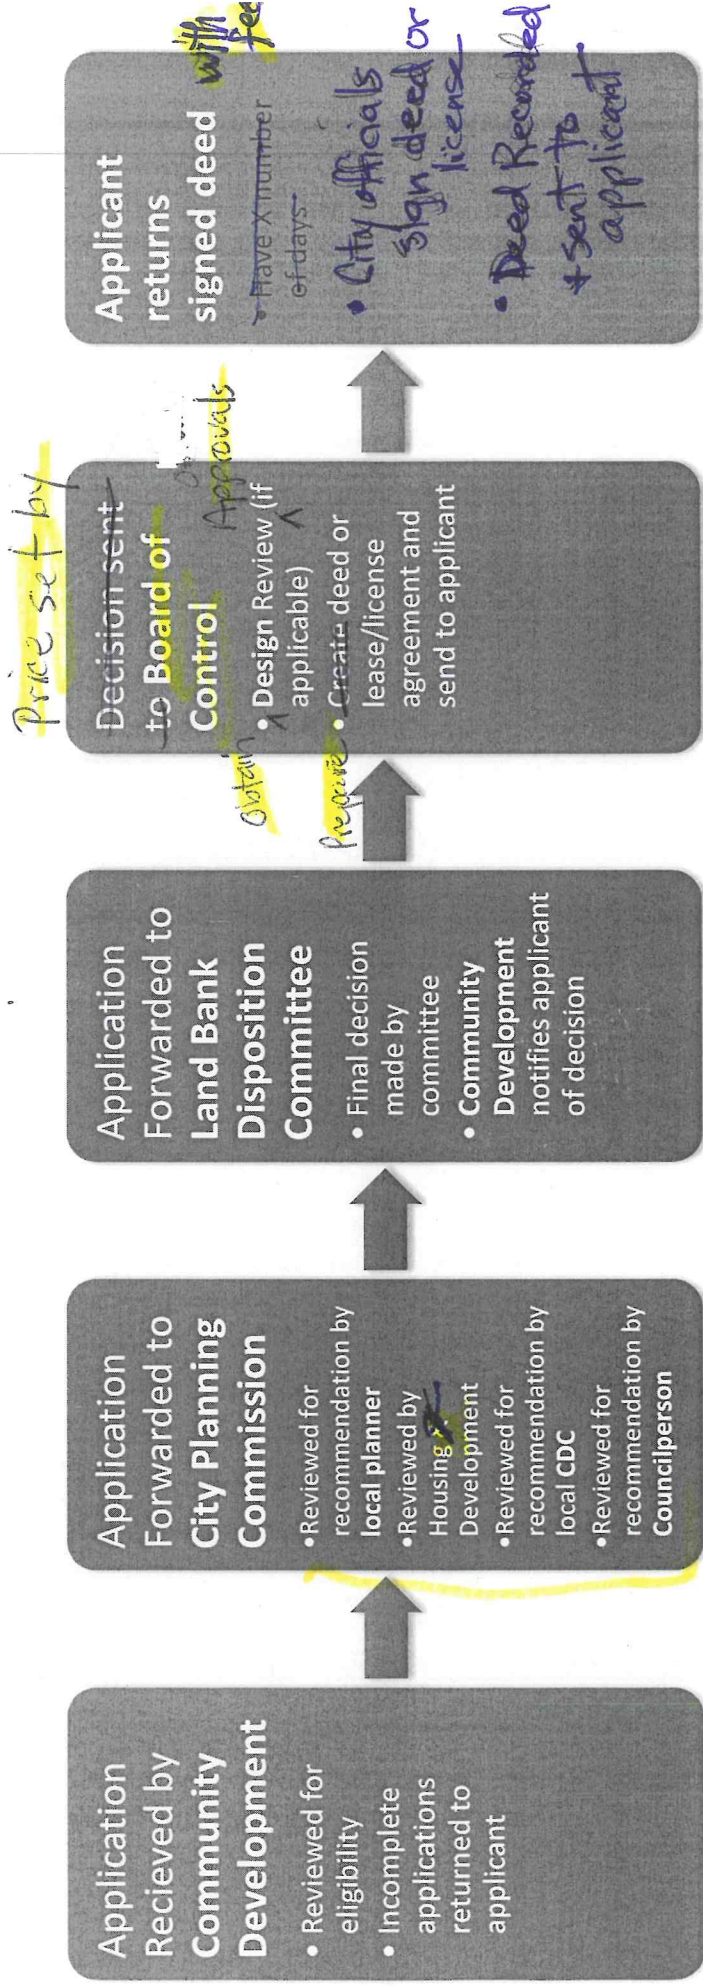 Application
Recieved by
Community
Development
• Reviewed for
eligibility
• Incomplete
applications
returned to
applicant
Application
Forwarded to
City Planning
Commission
•Reviewed for
recommendation by
local planner
•Reviewed by
Housing
Development
•Reviewed for
recommendation by
local CDC
•Reviewed for
recommendation by
Councilperson
Application
Forwarded to
Land Bank
Disposition
Committee
• Final decision
made by
committee
• Community
Development
notifies applicant
of decision
Price set by
Decision sent
to Board of
Control
Obtain
Approvals
• Design Review (if
applicable)
Prepare
• Create deed or
lease/license
agreement and
send to applicant
Applicant
returns
signed deed
with
fee
• Have X number
of days
• City officials
sign deed or
license
• Deed Recorded
+ sent to
applicant